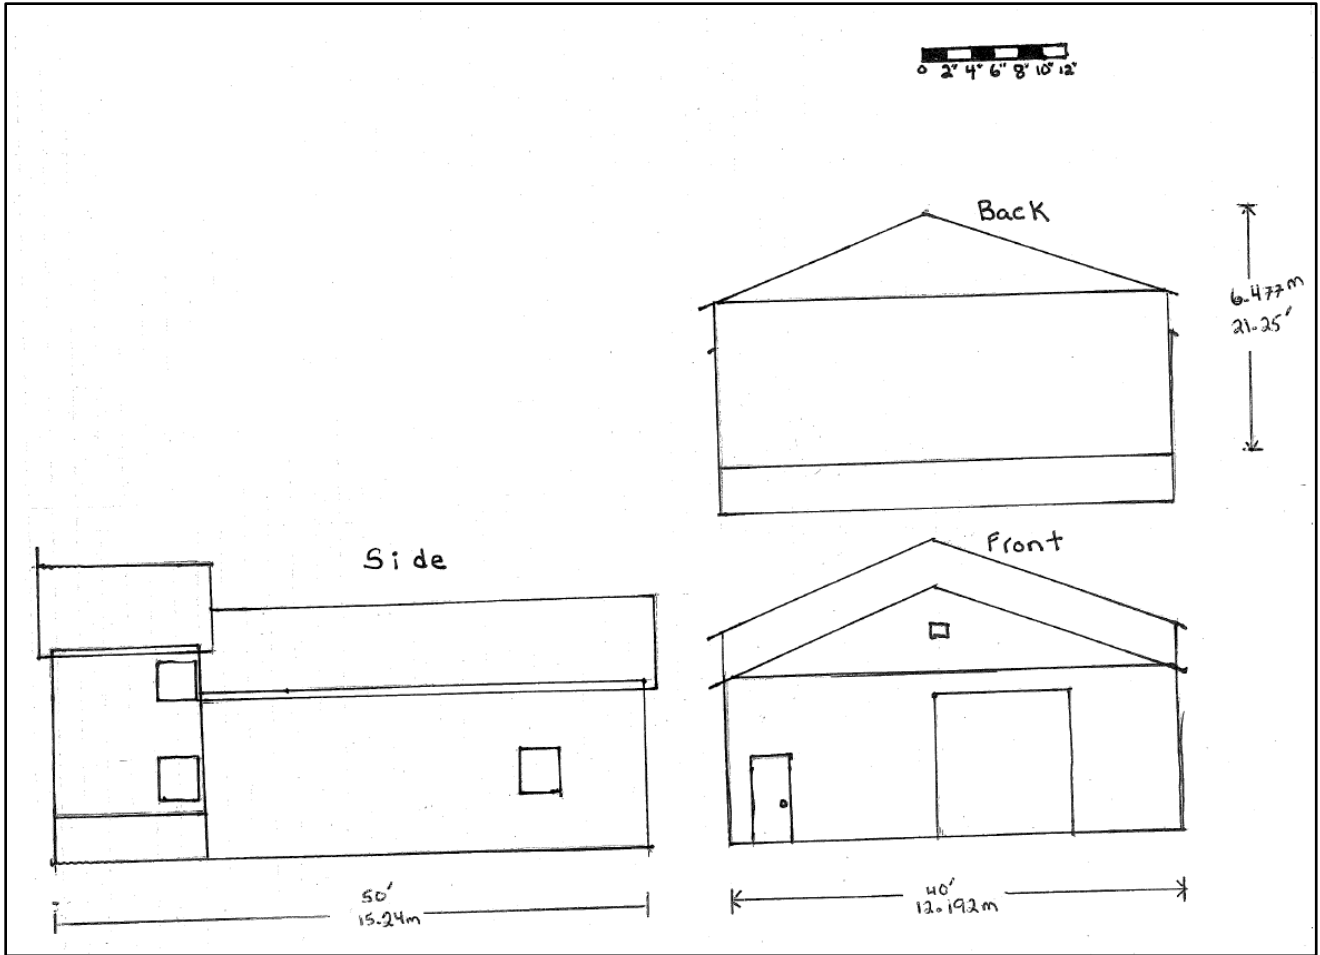 0 2" 4" 6" 8" 10" 12"
Back
6.477m
21.25'
Side
Front
50'
15.24m
40'
12.192m